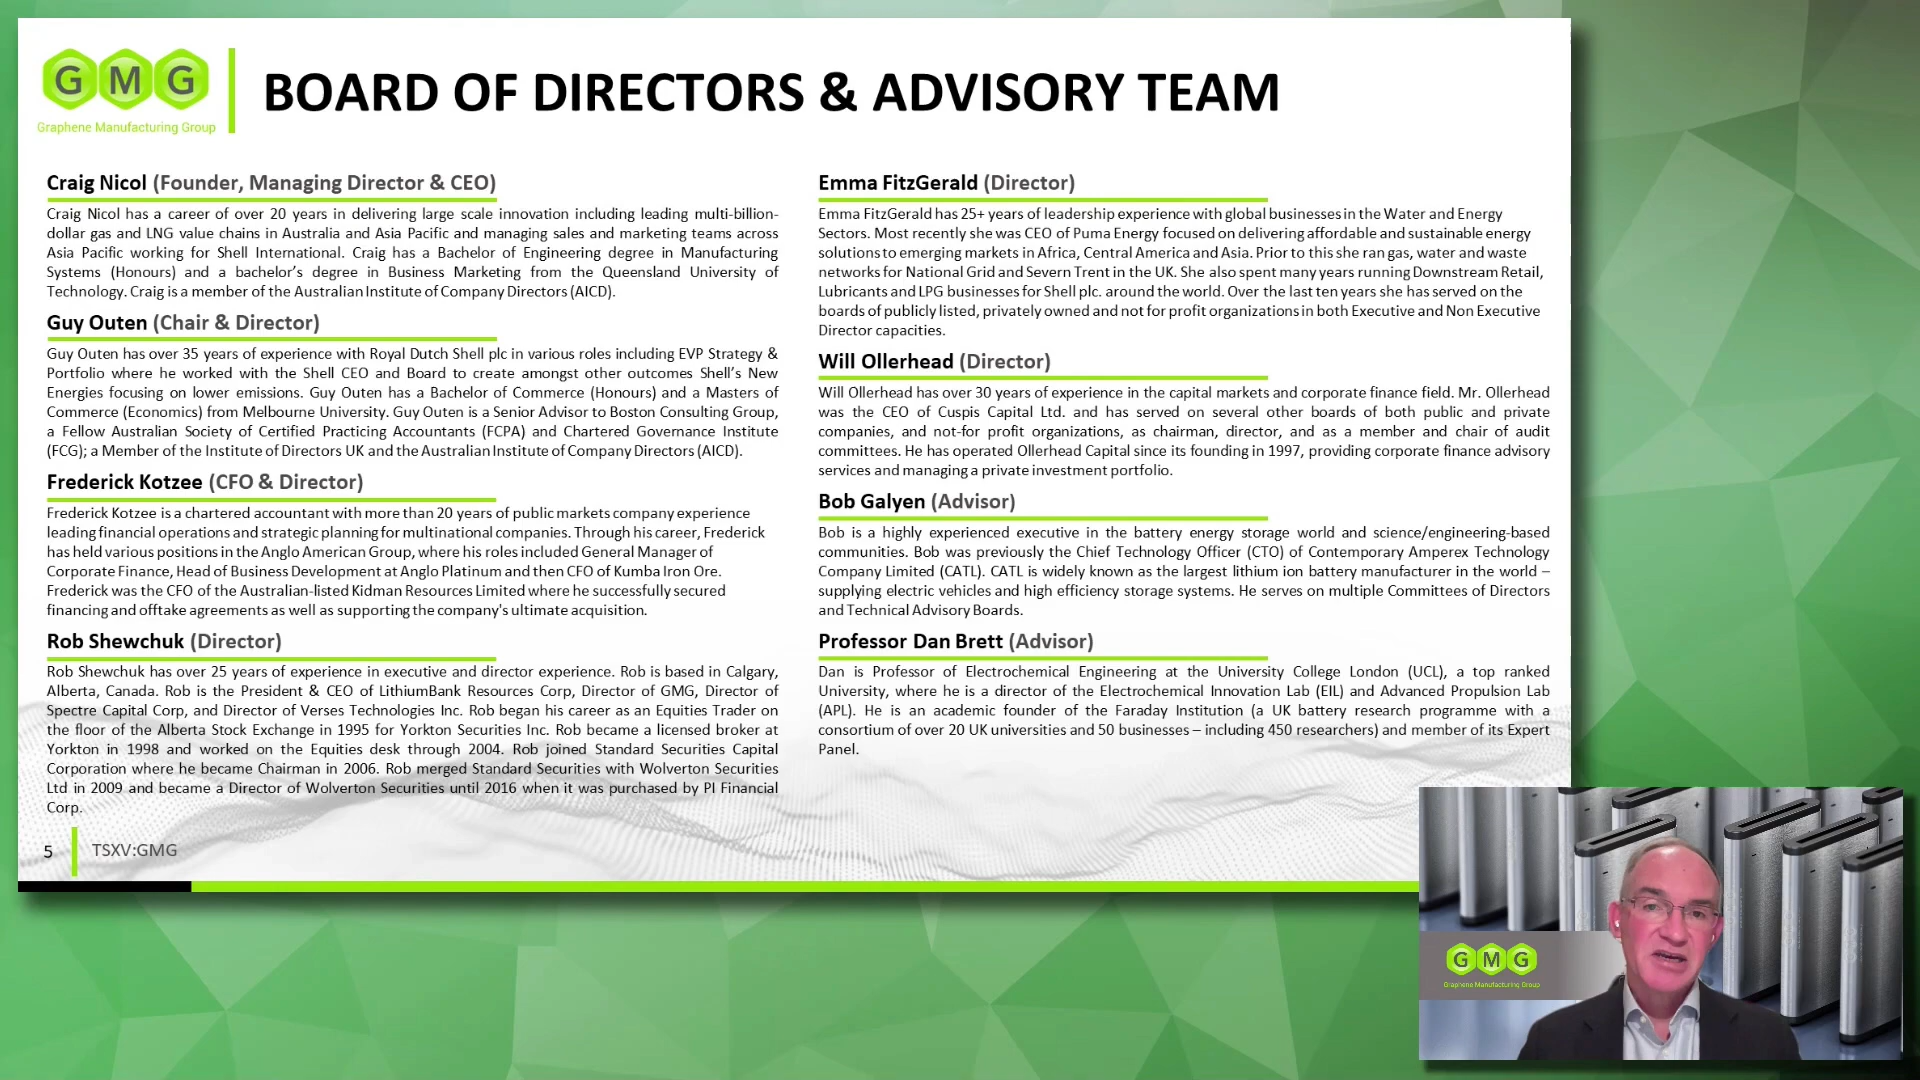 GMG
Graphene Manufacturing Group
BOARD OF DIRECTORS & ADVISORY TEAM
Craig Nicol (Founder, Managing Director & CEO)
Craig Nicol has a career of over 20 years in delivering large scale innovation including leading multi-billion-
dollar gas and LNG value chains in Australia and Asia Pacific and managing sales and marketing teams across
Asia Pacific working for Shell International. Craig has a Bachelor of Engineering degree in Manufacturing
Systems (Honours) and a bachelor’s degree in Business Marketing from the Queensland University of
Technology. Craig is a member of the Australian Institute of Company Directors (AICD).
Guy Outen (Chair & Director)
Guy Outen has over 35 years of experience with Royal Dutch Shell plc in various roles including EVP Strategy &
Portfolio where he worked with the Shell CEO and Board to create amongst other outcomes Shell’s New
Energies focusing on lower emissions. Guy Outen has a Bachelor of Commerce (Honours) and a Masters of
Commerce (Economics) from Melbourne University. Guy Outen is a Senior Advisor to Boston Consulting Group,
a Fellow Australian Society of Certified Practicing Accountants (FCPA) and Chartered Governance Institute
(FCG); a Member of the Institute of Directors UK and the Australian Institute of Company Directors (AICD).
Frederick Kotzee (CFO & Director)
Frederick Kotzee is a chartered accountant with more than 20 years of public markets company experience
leading financial operations and strategic planning for multinational companies. Through his career, Frederick
has held various positions in the Anglo American Group, where his roles included General Manager of
Corporate Finance, Head of Business Development at Anglo Platinum and then CFO of Kumba Iron Ore.
Frederick was the CFO of the Australian-listed Kidman Resources Limited where he successfully secured
financing and offtake agreements as well as supporting the company's ultimate acquisition.
Rob Shewchuk (Director)
Rob Shewchuk has over 25 years of experience in executive and director experience. Rob is based in Calgary,
Alberta, Canada. Rob is the President & CEO of LithiumBank Resources Corp, Director of GMG, Director of
Spectre Capital Corp, and Director of Verses Technologies Inc. Rob began his career as an Equities Trader on
the floor of the Alberta Stock Exchange in 1995 for Yorkton Securities Inc. Rob became a licensed broker at
Yorkton in 1998 and worked on the Equities desk through 2004. Rob joined Standard Securities Capital
Corporation where he became Chairman in 2006. Rob merged Standard Securities with Wolverton Securities
Ltd in 2009 and became a Director of Wolverton Securities until 2016 when it was purchased by PI Financial
Corp.
Emma FitzGerald (Director)
Emma FitzGerald has 25+ years of leadership experience with global businesses in the Water and Energy
Sectors. Most recently she was CEO of Puma Energy focused on delivering affordable and sustainable energy
solutions to emerging markets in Africa, Central America and Asia. Prior to this she ran gas, water and waste
networks for National Grid and Severn Trent in the UK. She also spent many years running Downstream Retail,
Lubricants and LPG businesses for Shell plc. around the world. Over the last ten years she has served on the
boards of publicly listed, privately owned and not for profit organizations in both Executive and Non Executive
Director capacities.
Will Ollerhead (Director)
Will Ollerhead has over 30 years of experience in the capital markets and corporate finance field. Mr. Ollerhead
was the CEO of Cuspis Capital Ltd. and has served on several other boards of both public and private
companies, and not-for profit organizations, as chairman, director, and as a member and chair of audit
committees. He has operated Ollerhead Capital since its founding in 1997, providing corporate finance advisory
services and managing a private investment portfolio.
Bob Galyen (Advisor)
Bob is a highly experienced executive in the battery energy storage world and science/engineering-based
communities. Bob was previously the Chief Technology Officer (CTO) of Contemporary Amperex Technology
Company Limited (CATL). CATL is widely known as the largest lithium ion battery manufacturer in the world –
supplying electric vehicles and high efficiency storage systems. He serves on multiple Committees of Directors
and Technical Advisory Boards.
Professor Dan Brett (Advisor)
Dan is Professor of Electrochemical Engineering at the University College London (UCL), a top ranked
University, where he is a director of the Electrochemical Innovation Lab (EIL) and Advanced Propulsion Lab
(APL). He is an academic founder of the Faraday Institution (a UK battery research programme with a
consortium of over 20 UK universities and 50 businesses – including 450 researchers) and member of its Expert
Panel.
5
TSXV:GMG
GMG
Graphene Manufacturing Group